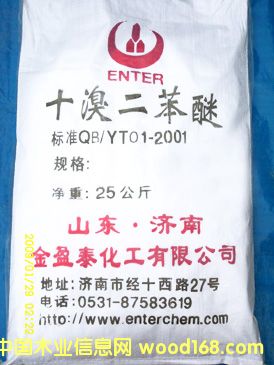 ENTER
十溴二苯醚
标准QB/YT01-2001
规格:
净重: 25公斤
山东·济南
金盈泰化工有限公司
地址: 济南市经十西路27号
电话: 0531-87583619
http://www.enterchem.com
中国木业信息网 wood168.com